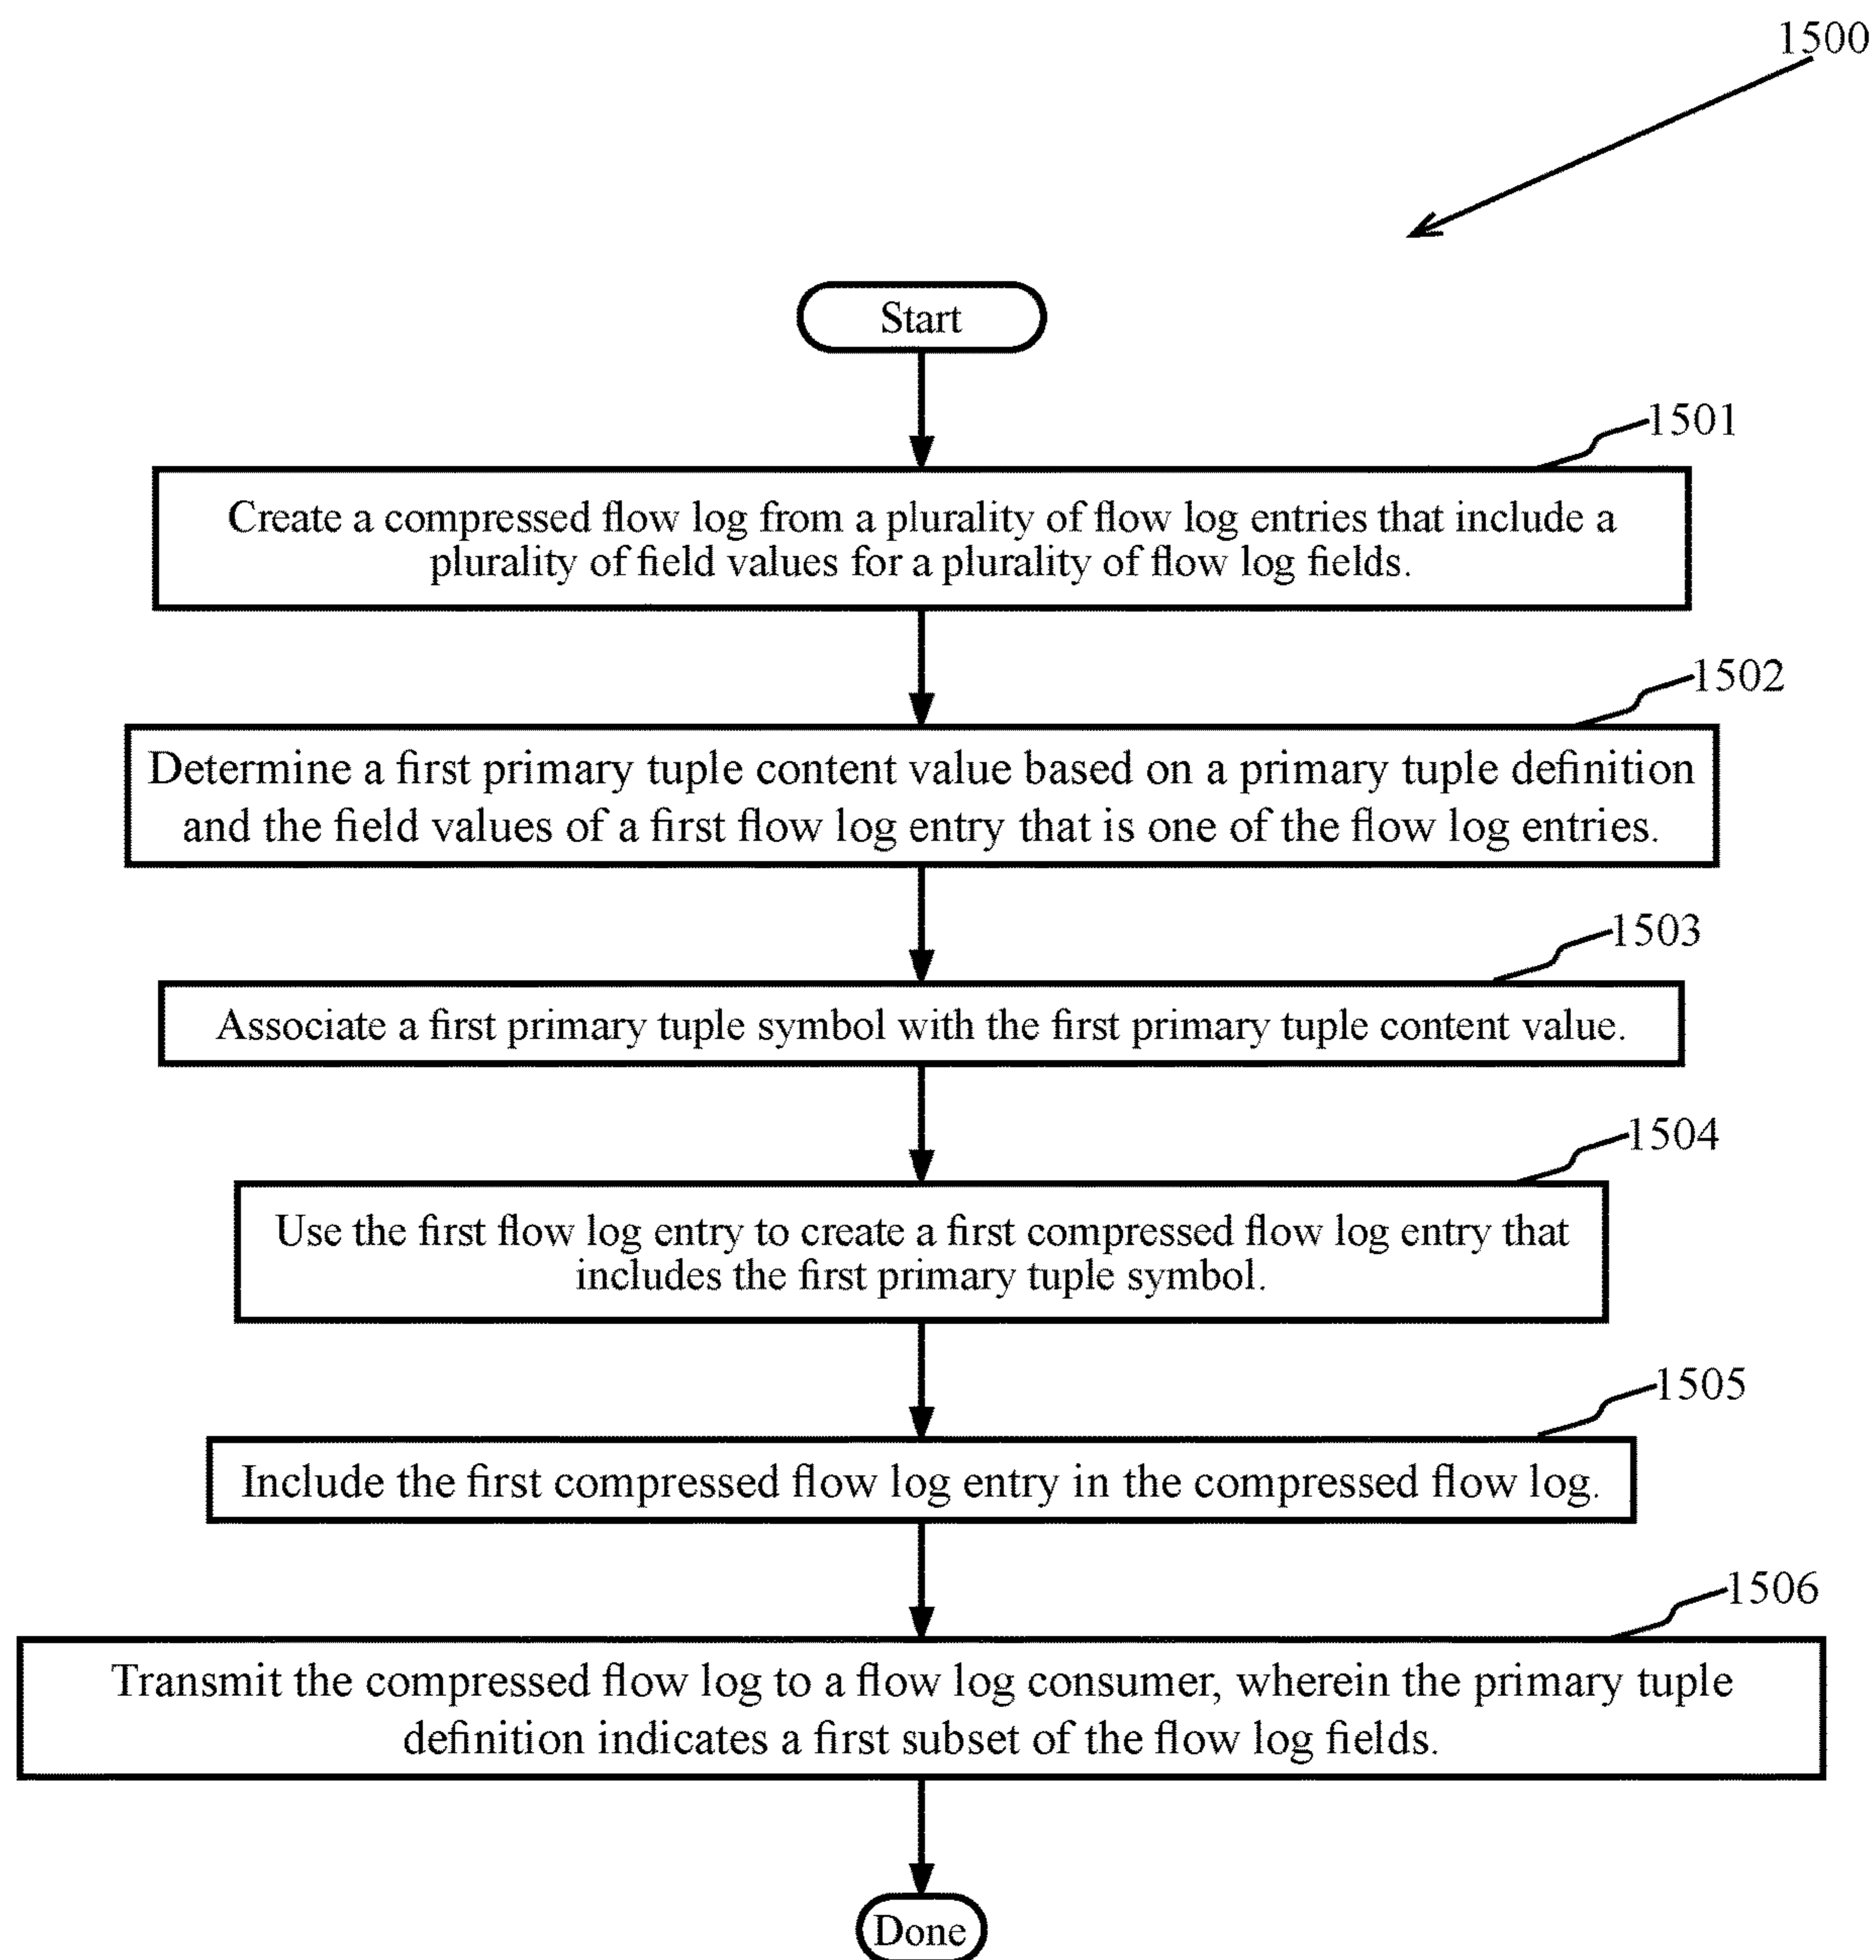 1500
Start
1501
Create a compressed flow log from a plurality of flow log entries that include a
plurality of field values for a plurality of flow log fields.
1502
Determine a first primary tuple content value based on a primary tuple definition
and the field values of a first flow log entry that is one of the flow log entries.
1503
Associate a first primary tuple symbol with the first primary tuple content value.
1504
Use the first flow log entry to create a first compressed flow log entry that
includes the first primary tuple symbol.
1505
Include the first compressed flow log entry in the compressed flow log.
1506
Transmit the compressed flow log to a flow log consumer, wherein the primary tuple
definition indicates a first subset of the flow log fields.
Done